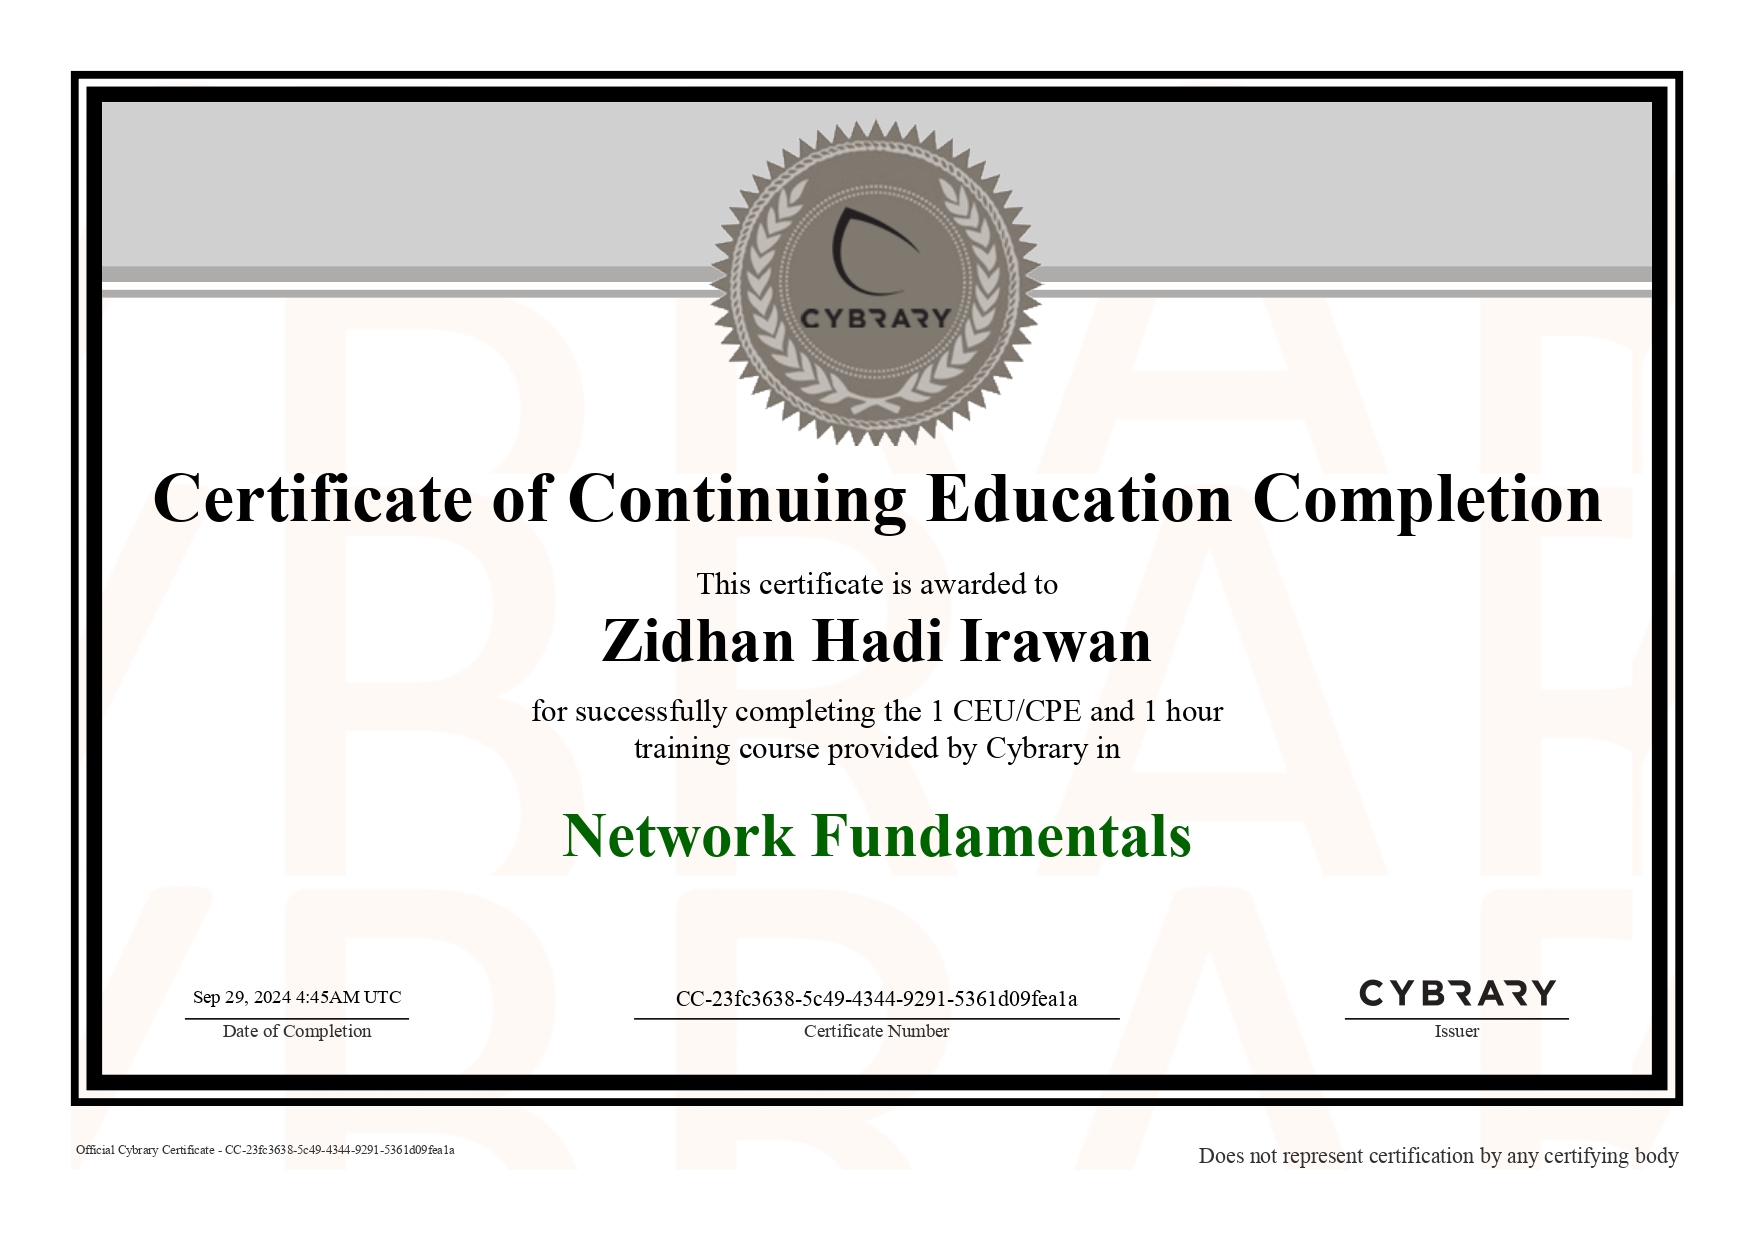 CYBRARY
Certificate of Continuing Education Completion
This certificate is awarded to
Zidhan Hadi Irawan
for successfully completing the 1 CEU/CPE and 1 hour
training course provided by Cybrary in
Network Fundamentals
Sep 29, 2024 4:45AM UTC
Date of Completion
CC-23fc3638-5c49-4344-9291-5361d09fea1a
Certificate Number
CYBRARY
Issuer
Official Cybrary Certificate - CC-23fc3638-5c49-4344-9291-5361d09fea1a
Does not represent certification by any certifying body